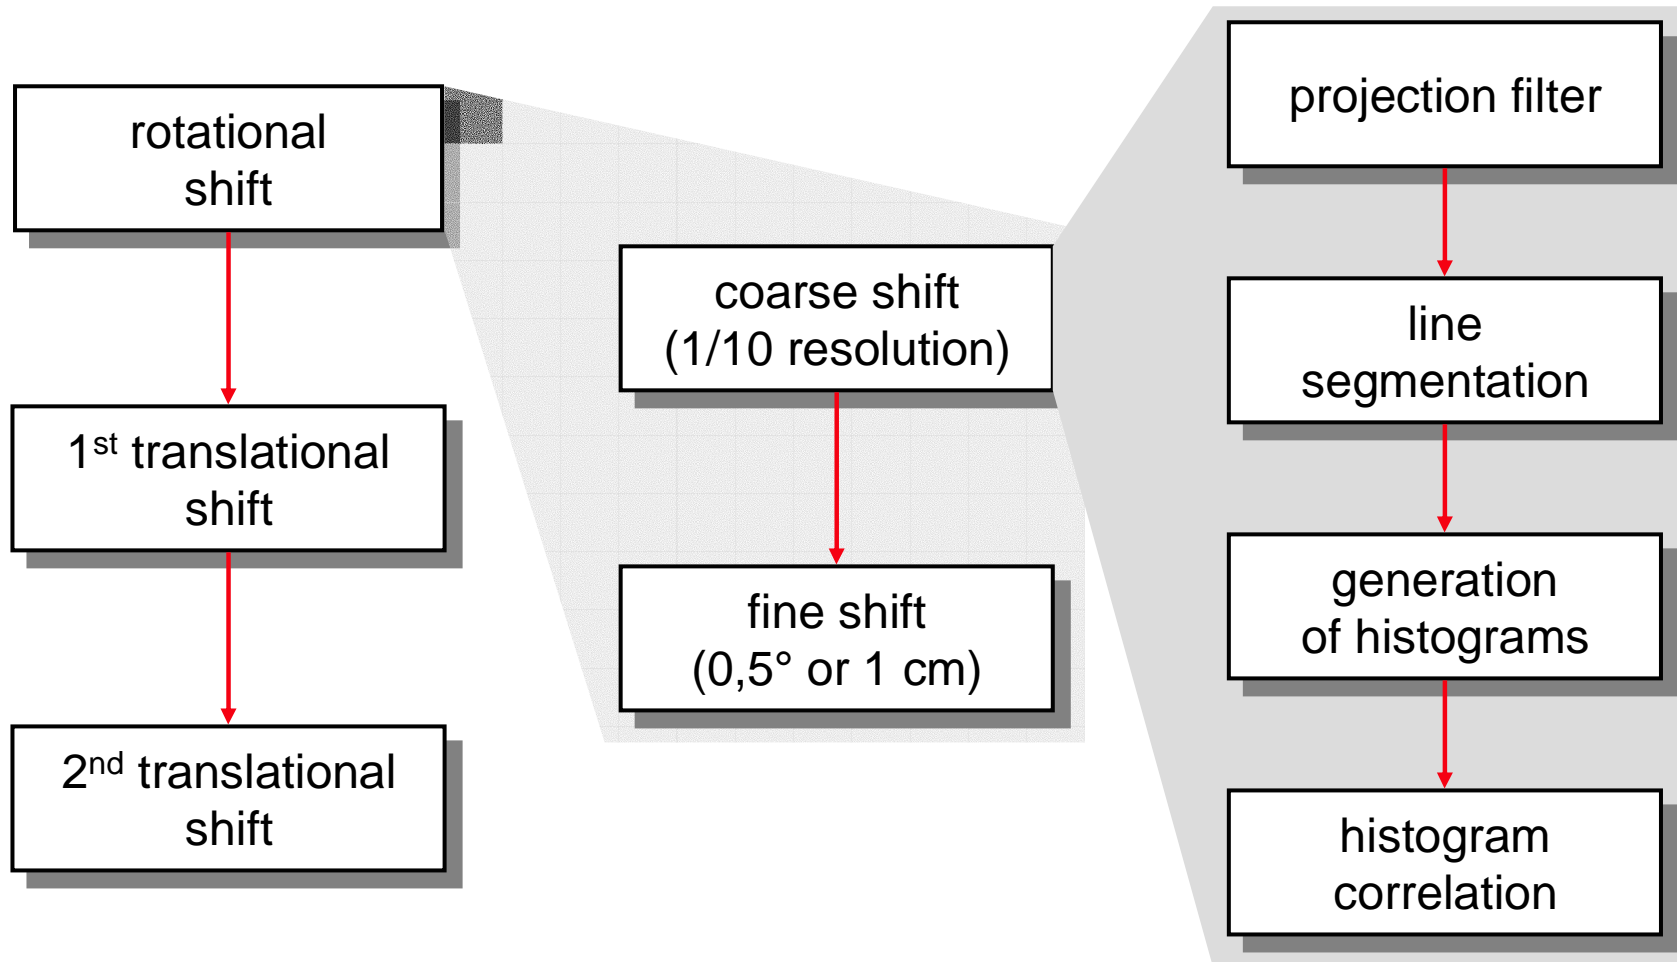 rotational
shift
1st translational
shift
2nd translational
shift
coarse shift
(1/10 resolution)
fine shift
(0,5° or 1 cm)
projection filter
line
segmentation
generation
of histograms
histogram
correlation